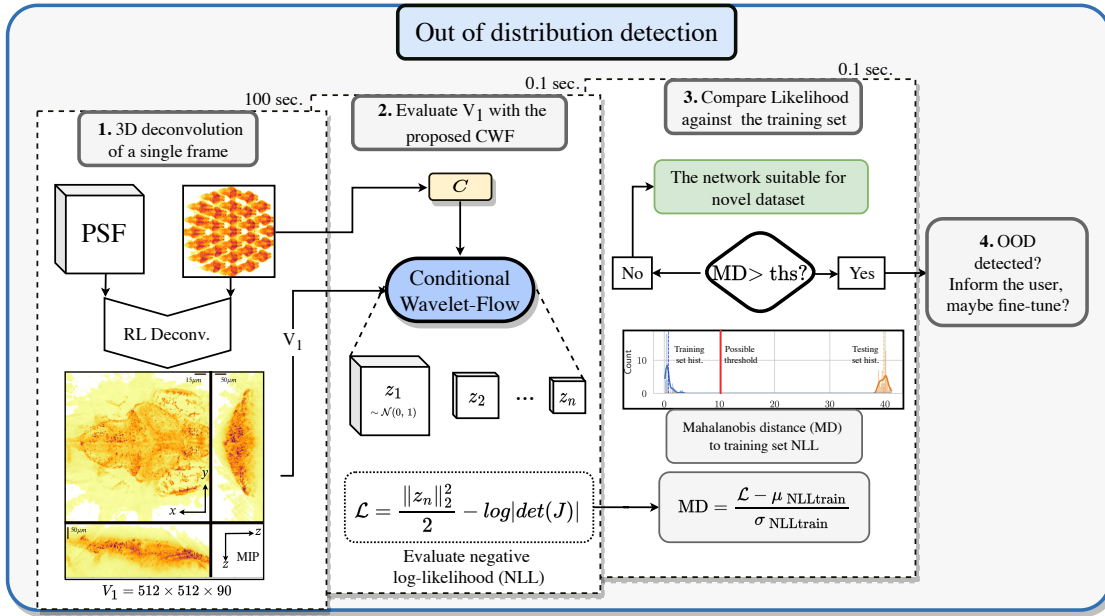 Out of distribution detection
100 sec.
0.1 sec.
0.1 sec.
1. 3D deconvolution
of a single frame
PSF
RL Deconv.
V₁
15μm
50μm
y
x
50μm
z
z
MIP
V₁ = 512 × 512 × 90
2. Evaluate V₁ with the
proposed CWF
C
Conditional
Wavelet-Flow
z₁
∼ 𝒩(0, 1)
z₂
...
zₙ
ℒ = ‖zₙ‖₂² / 2 − log|det(J)|
Evaluate negative
log-likelihood (NLL)
3. Compare Likelihood
against the training set
The network suitable for
novel dataset
No
MD> ths?
Yes
Count
10
0
Training
set hist.
Possible
threshold
Testing
set hist.
0 10 20 30 40
Mahalanobis distance (MD)
to training set NLL
MD = (ℒ − μ NLLtrain) / (σ NLLtrain)
4. OOD
detected?
Inform the user,
maybe fine-tune?